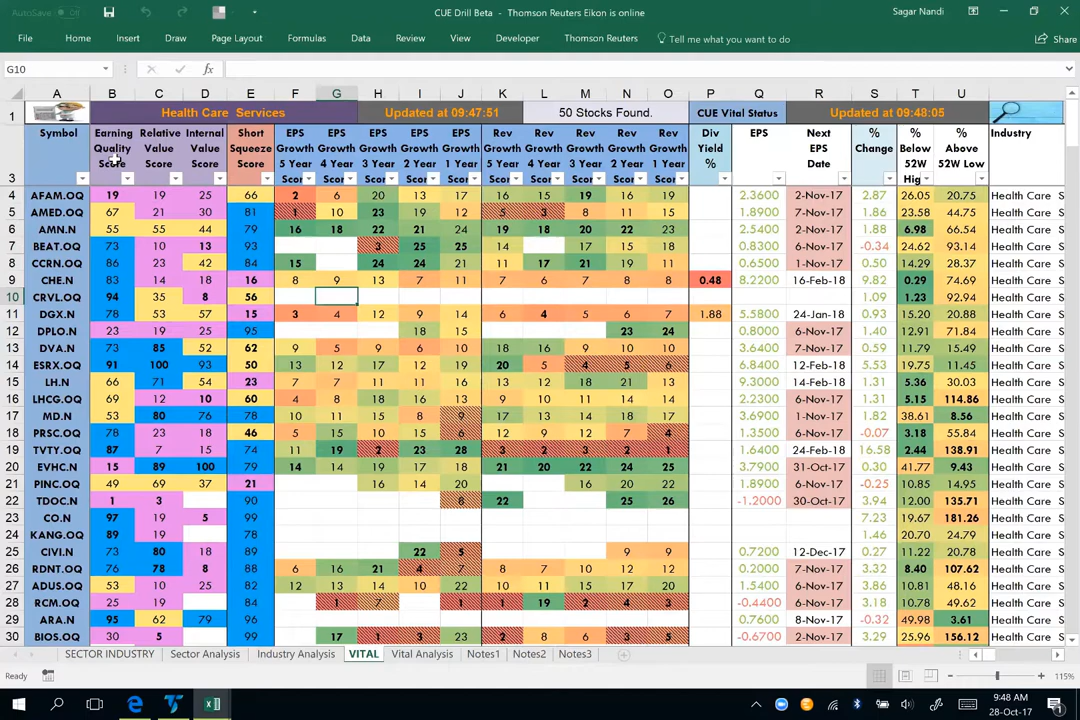 AutoSave Off
CUE Drill Beta - Thomson Reuters Eikon is online
Sagar Nandi
File Home Insert Draw Page Layout Formulas Data Review View Developer Thomson Reuters Tell me what you want to do Share
G10 fx
A B C D E F G H I J K L M N O P Q R S T U
1 Health Care Services Updated at 09:47:51 50 Stocks Found. CUE Vital Status Updated at 09:48:05
3 Symbol Earning Quality Score Relative Value Score Internal Value Score Short Squeeze Score EPS Growth 5 Year Scor EPS Growth 4 Year Scor EPS Growth 3 Year Scor EPS Growth 2 Year Scor EPS Growth 1 Year Scor Rev Growth 5 Year Scor Rev Growth 4 Year Scor Rev Growth 3 Year Scor Rev Growth 2 Year Scor Rev Growth 1 Year Scor Div Yield % EPS Next EPS Date % Change % Below 52W Hig % Above 52W Low Industry
4 AFAM.OQ 19 19 25 66 2 6 20 13 17 16 15 19 16 19 2.3600 2-Nov-17 2.87 26.05 20.75 Health Care S
5 AMED.OQ 67 21 30 81 1 10 23 19 12 5 3 8 11 15 1.8900 7-Nov-17 1.86 23.58 44.75 Health Care S
6 AMN.N 55 55 44 79 16 18 22 21 24 19 18 20 22 23 2.5400 6-Nov-17 1.88 6.98 66.54 Health Care S
7 BEAT.OQ 73 10 13 93 3 25 25 14 17 15 18 0.8300 6-Nov-17 -0.34 24.62 93.14 Health Care S
8 CCRN.OQ 86 23 42 84 15 24 24 21 11 17 21 19 11 0.6500 1-Nov-17 0.50 14.29 28.37 Health Care S
9 CHE.N 83 14 18 16 8 9 13 7 11 7 6 7 8 8 0.48 8.2200 16-Feb-18 9.82 0.29 74.69 Health Care S
10 CRVL.OQ 94 35 8 56 1.09 1.23 92.94 Health Care S
11 DGX.N 78 53 57 15 3 4 12 9 14 6 4 5 6 7 1.88 5.5800 24-Jan-18 0.93 15.20 20.88 Health Care S
12 DPLO.N 23 19 25 95 18 15 23 24 0.8000 6-Nov-17 1.40 12.91 71.84 Health Care S
13 DVA.N 73 85 52 62 9 5 9 6 10 18 16 9 10 10 3.6400 7-Nov-17 0.59 11.79 15.49 Health Care S
14 ESRX.OQ 91 100 93 50 13 12 17 12 18 20 5 4 5 6 6.8400 12-Feb-18 5.53 19.75 11.45 Health Care S
15 LH.N 66 71 54 23 7 7 11 11 16 13 12 18 21 13 9.3000 14-Feb-18 1.31 5.36 30.03 Health Care S
16 LHCG.OQ 69 12 10 60 4 8 18 16 13 9 10 11 14 14 2.2300 6-Nov-17 1.31 5.15 114.86 Health Care S
17 MD.N 53 80 76 78 10 11 15 8 9 17 13 14 18 17 3.6900 1-Nov-17 1.82 38.61 8.56 Health Care S
18 PRSC.OQ 78 23 18 46 5 15 10 15 6 12 9 12 7 4 1.3500 6-Nov-17 -0.07 3.18 55.84 Health Care S
19 TVTY.OQ 87 7 15 74 11 19 2 23 28 3 2 3 2 1 1.6400 24-Feb-18 16.58 2.44 138.91 Health Care S
20 EVHC.N 15 89 100 79 14 14 19 17 18 21 20 22 24 25 3.7900 31-Oct-17 0.30 41.77 9.43 Health Care S
21 PINC.OQ 49 69 37 21 16 14 20 16 20 22 1.8900 6-Nov-17 -0.25 10.85 14.95 Health Care S
22 TDOC.N 1 3 90 8 22 25 26 -1.2000 30-Oct-17 3.94 12.00 135.71 Health Care S
23 CO.N 97 19 5 78 7.23 19.67 181.26 Health Care S
24 KANG.OQ 89 19 78 1.46 20.70 24.79 Health Care S
25 CIVI.N 73 80 18 78 22 5 9 9 0.7200 12-Dec-17 0.27 11.22 20.78 Health Care S
26 RDNT.OQ 76 78 8 88 6 16 21 4 7 8 7 10 12 12 0.2000 7-Nov-17 3.32 8.40 107.62 Health Care S
27 ADUS.OQ 53 10 25 82 12 13 14 10 22 10 11 15 17 20 1.5400 6-Nov-17 3.86 10.81 48.16 Health Care S
28 RCM.OQ 25 19 84 1 7 1 1 19 2 4 3 -0.4400 6-Nov-17 3.18 10.78 49.62 Health Care S
29 ARA.N 95 62 79 96 0.7600 8-Nov-17 -0.32 49.98 3.61 Health Care S
30 BIOS.OQ 30 5 99 17 1 3 23 2 8 6 3 5 -0.6700 2-Nov-17 3.29 25.96 156.12 Health Care S
SECTOR INDUSTRY Sector Analysis Industry Analysis VITAL Vital Analysis Notes1 Notes2 Notes3
Ready 115%
9:48 AM
28-Oct-17